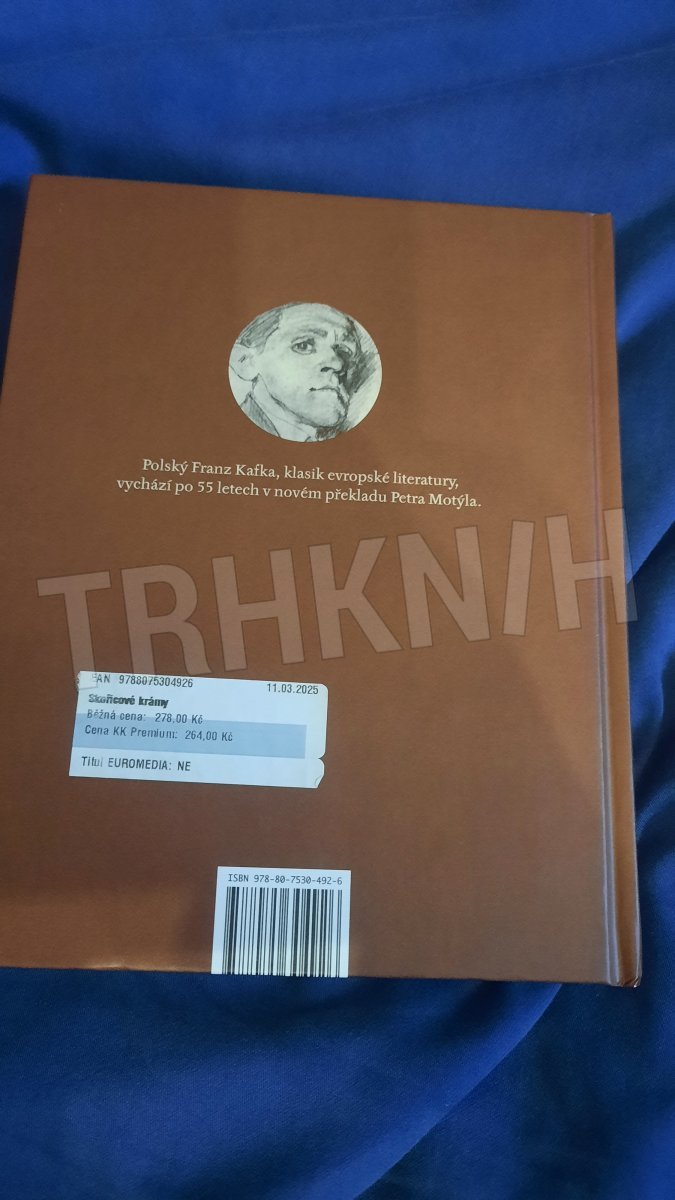 Polský Franz Kafka, klasik evropské literatury,
vychází po 55 letech v novém překladu Petra Motýla.
TRHKNIH
EAN 9788075304926
11.03.2025
Skořicové krámy
Běžná cena: 278,00 Kč
Cena KK Premium: 264,00 Kč
Titul EUROMEDIA: NE
ISBN 978-80-7530-492-6